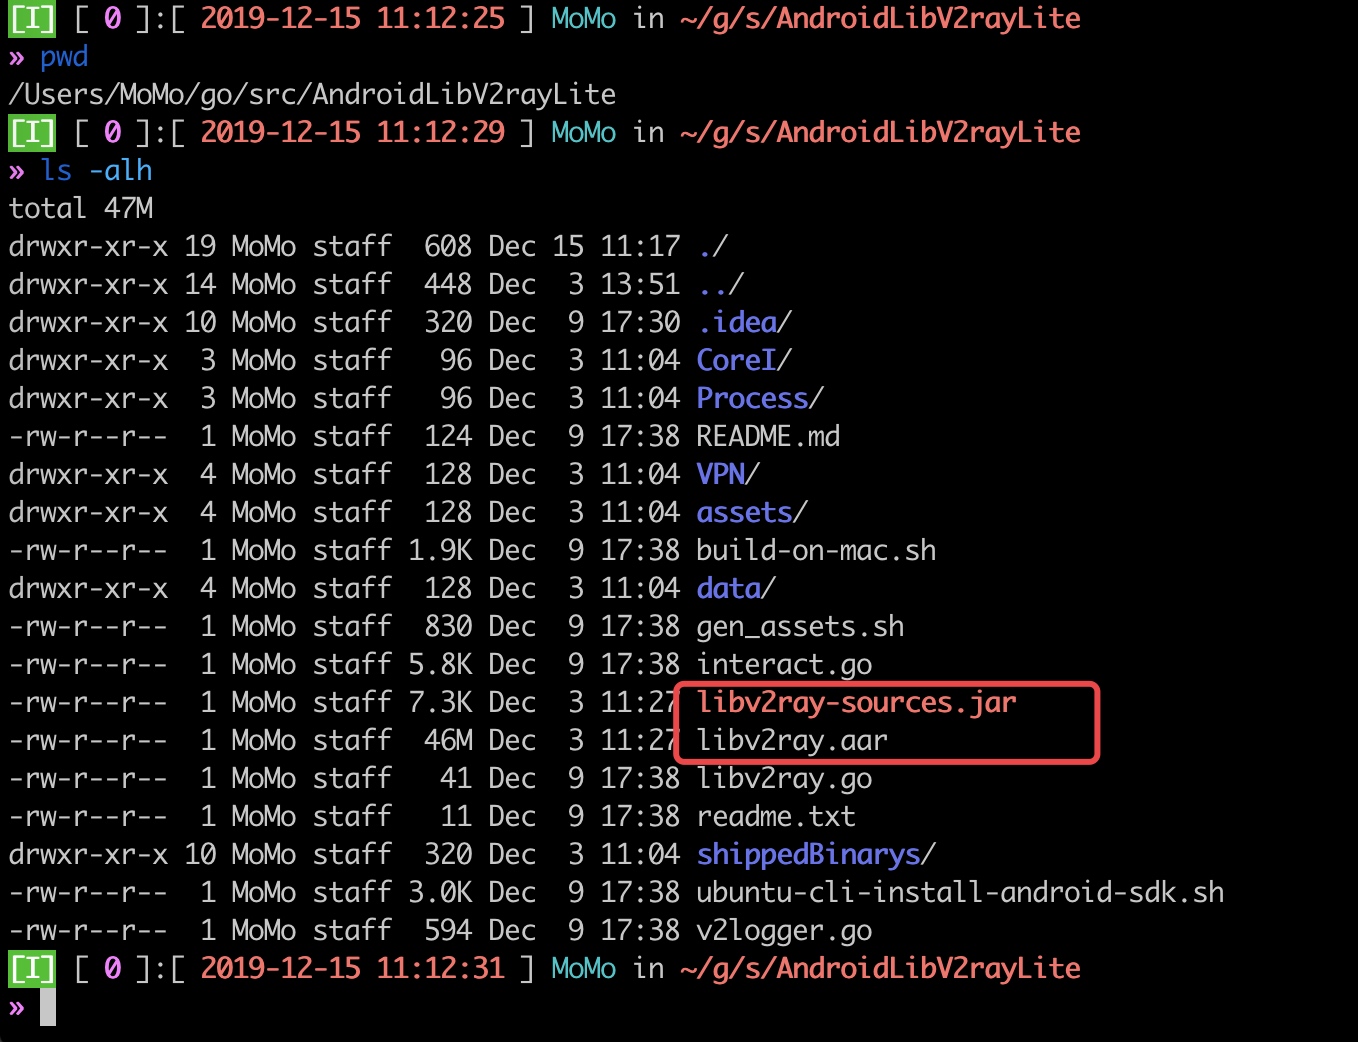 [I] [ 0 ]:[ 2019-12-15 11:12:25 ] MoMo in ~/g/s/AndroidLibV2rayLite
» pwd
/Users/MoMo/go/src/AndroidLibV2rayLite
[I] [ 0 ]:[ 2019-12-15 11:12:29 ] MoMo in ~/g/s/AndroidLibV2rayLite
» ls -alh
total 47M
drwxr-xr-x 19 MoMo staff  608 Dec 15 11:17 ./
drwxr-xr-x 14 MoMo staff  448 Dec  3 13:51 ../
drwxr-xr-x 10 MoMo staff  320 Dec  9 17:30 .idea/
drwxr-xr-x  3 MoMo staff   96 Dec  3 11:04 CoreI/
drwxr-xr-x  3 MoMo staff   96 Dec  3 11:04 Process/
-rw-r--r--  1 MoMo staff  124 Dec  9 17:38 README.md
drwxr-xr-x  4 MoMo staff  128 Dec  3 11:04 VPN/
drwxr-xr-x  4 MoMo staff  128 Dec  3 11:04 assets/
-rw-r--r--  1 MoMo staff 1.9K Dec  9 17:38 build-on-mac.sh
drwxr-xr-x  4 MoMo staff  128 Dec  3 11:04 data/
-rw-r--r--  1 MoMo staff  830 Dec  9 17:38 gen_assets.sh
-rw-r--r--  1 MoMo staff 5.8K Dec  9 17:38 interact.go
-rw-r--r--  1 MoMo staff 7.3K Dec  3 11:27 libv2ray-sources.jar
-rw-r--r--  1 MoMo staff  46M Dec  3 11:27 libv2ray.aar
-rw-r--r--  1 MoMo staff   41 Dec  9 17:38 libv2ray.go
-rw-r--r--  1 MoMo staff   11 Dec  9 17:38 readme.txt
drwxr-xr-x 10 MoMo staff  320 Dec  3 11:04 shippedBinarys/
-rw-r--r--  1 MoMo staff 3.0K Dec  9 17:38 ubuntu-cli-install-android-sdk.sh
-rw-r--r--  1 MoMo staff  594 Dec  9 17:38 v2logger.go
[I] [ 0 ]:[ 2019-12-15 11:12:31 ] MoMo in ~/g/s/AndroidLibV2rayLite
»